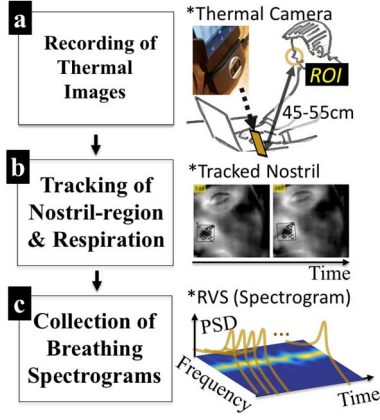 a
Recording of
Thermal
Images
*Thermal Camera
ROI
45-55cm
b
Tracking of
Nostril-region
& Respiration
*Tracked Nostril
Time
c
Collection of
Breathing
Spectrograms
*RVS (Spectrogram)
PSD
...
Frequency
Time